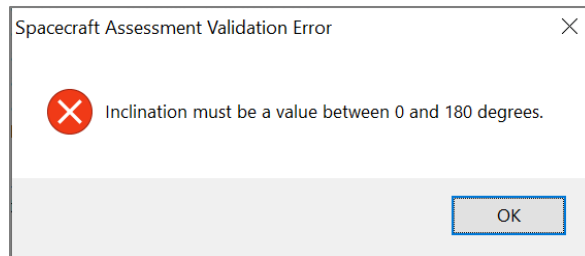 Spacecraft Assessment Validation Error
Inclination must be a value between 0 and 180 degrees.
OK